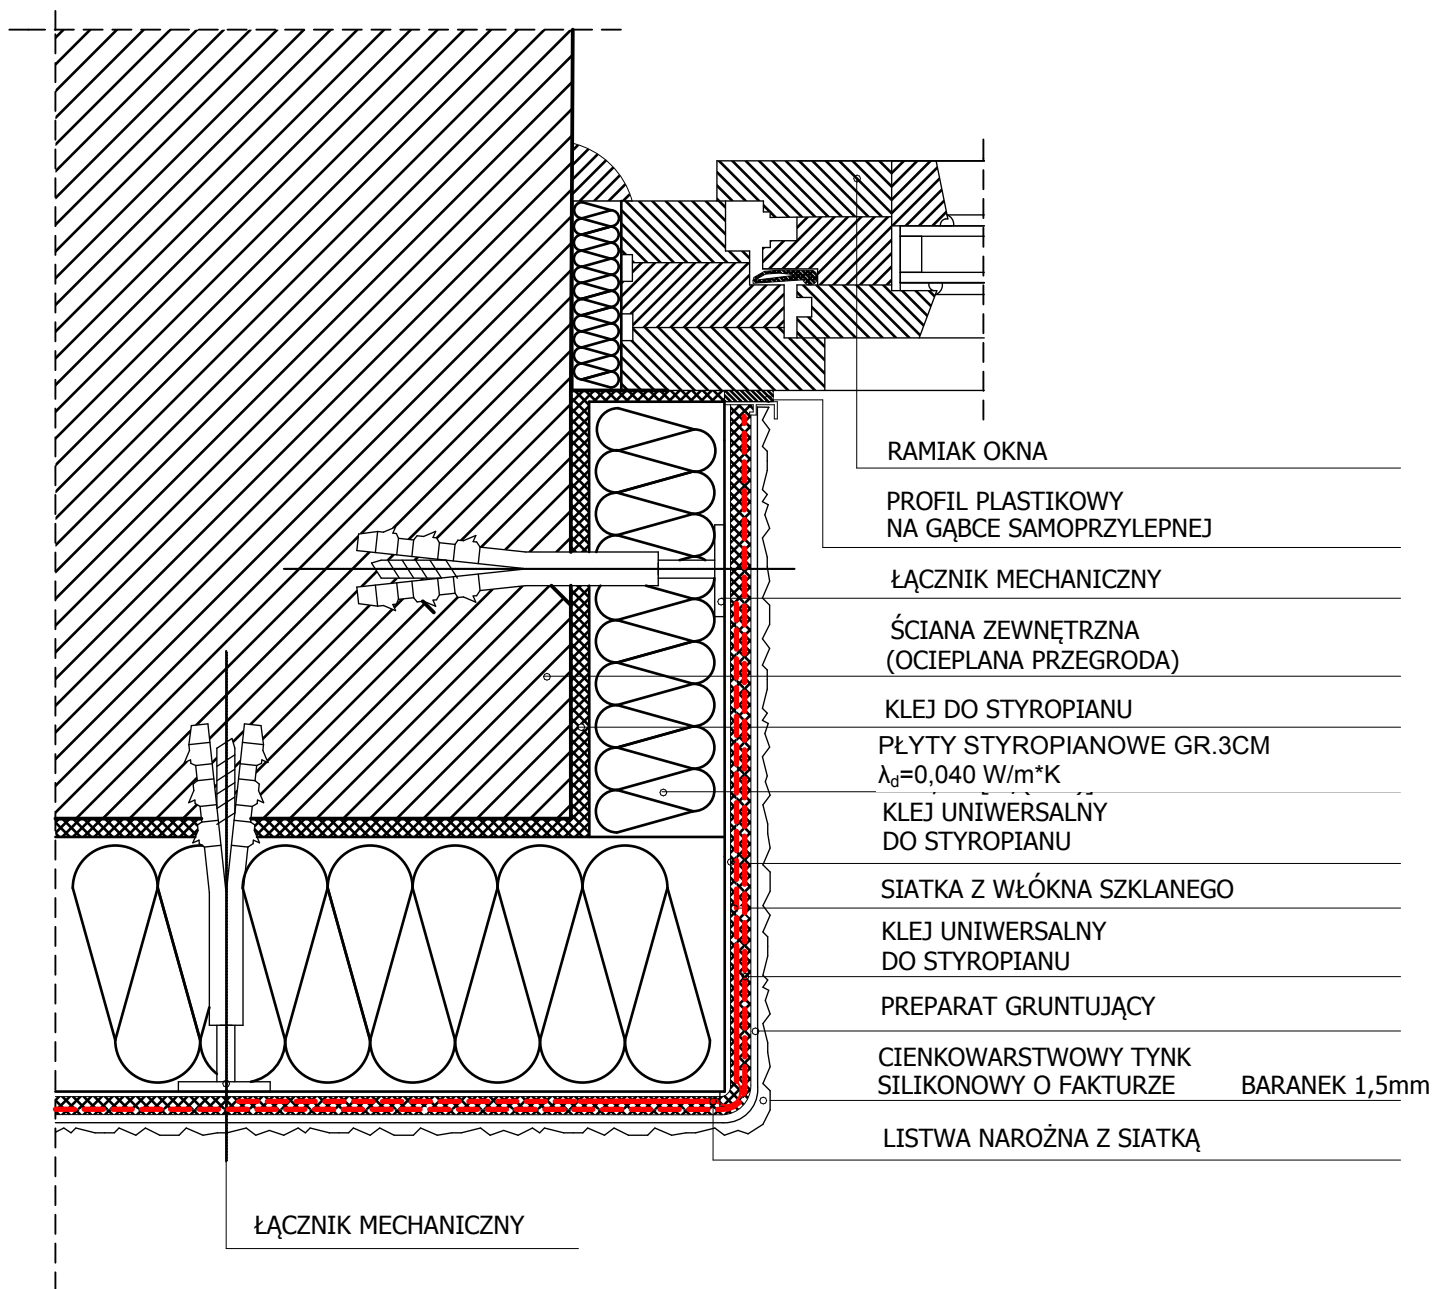 RAMIAK OKNA
PROFIL PLASTIKOWY
NA GĄBCE SAMOPRZYLEPNEJ
ŁĄCZNIK MECHANICZNY
ŚCIANA ZEWNĘTRZNA
(OCIEPLANA PRZEGRODA)
KLEJ DO STYROPIANU
PŁYTY STYROPIANOWE GR.3CM
λd=0,040 W/m*K
KLEJ UNIWERSALNY
DO STYROPIANU
SIATKA Z WŁÓKNA SZKLANEGO
KLEJ UNIWERSALNY
DO STYROPIANU
PREPARAT GRUNTUJĄCY
CIENKOWARSTWOWY TYNK
SILIKONOWY O FAKTURZE BARANEK 1,5mm
LISTWA NAROŻNA Z SIATKĄ
ŁĄCZNIK MECHANICZNY